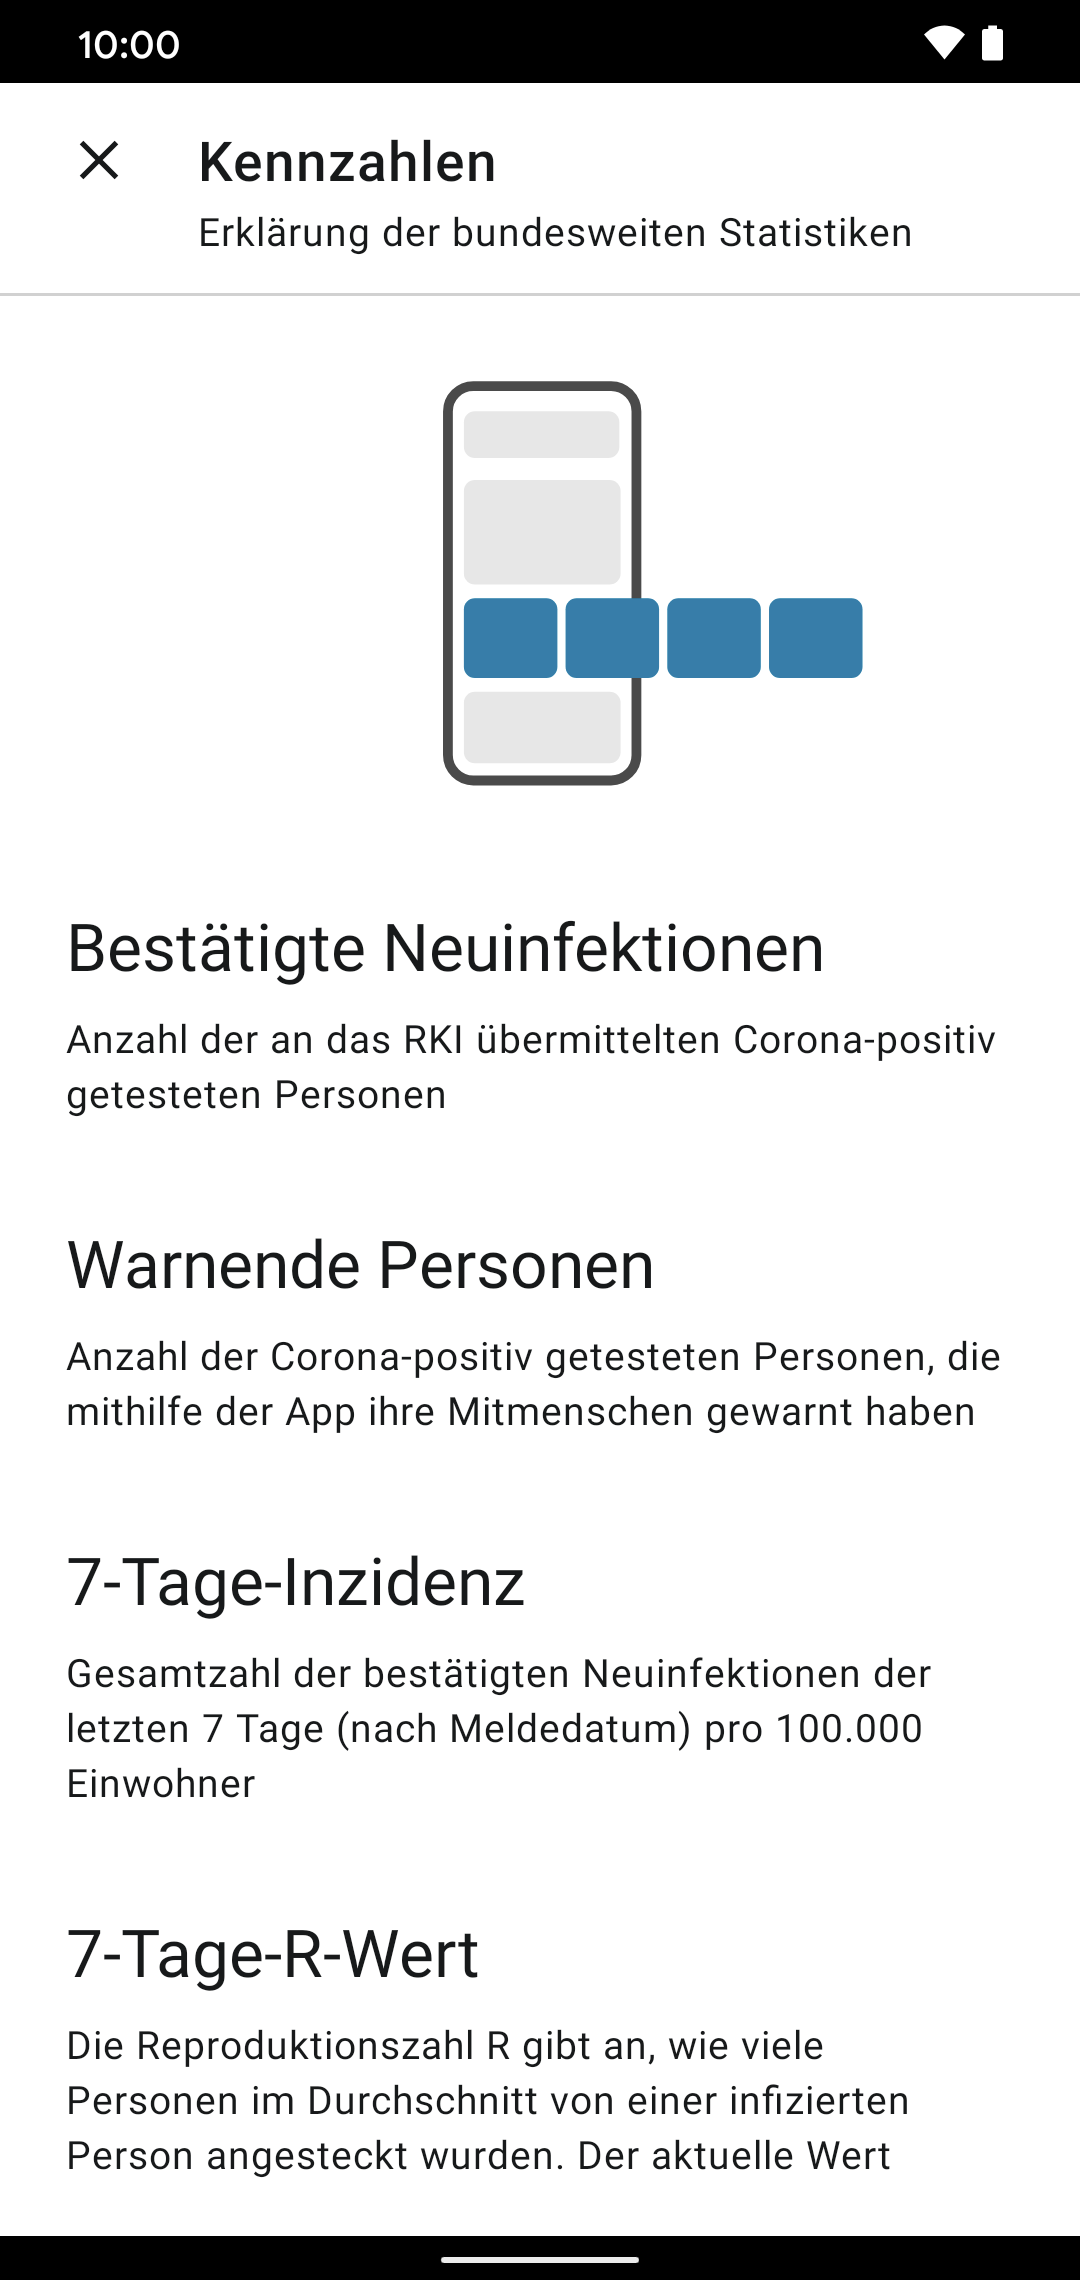 10:00
Kennzahlen
Erklärung der bundesweiten Statistiken
Bestätigte Neuinfektionen
Anzahl der an das RKI übermittelten Corona-positiv
getesteten Personen
Warnende Personen
Anzahl der Corona-positiv getesteten Personen, die
mithilfe der App ihre Mitmenschen gewarnt haben
7-Tage-Inzidenz
Gesamtzahl der bestätigten Neuinfektionen der
letzten 7 Tage (nach Meldedatum) pro 100.000
Einwohner
7-Tage-R-Wert
Die Reproduktionszahl R gibt an, wie viele
Personen im Durchschnitt von einer infizierten
Person angesteckt wurden. Der aktuelle Wert